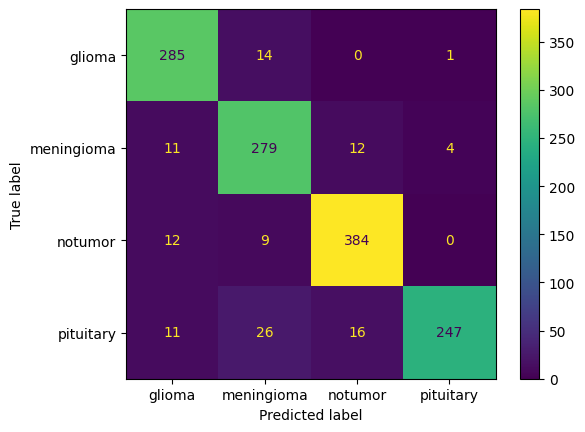 glioma 285 14 0 1
meningioma 11 279 12 4
notumor 12 9 384 0
pituitary 11 26 16 247
glioma meningioma notumor pituitary
Predicted label
True label
350
300
250
200
150
100
50
0